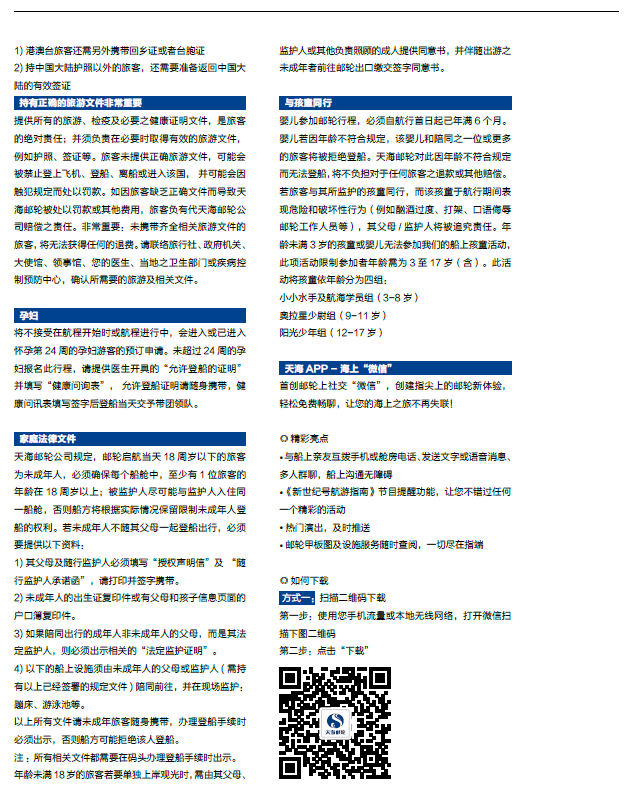 1) 港澳台旅客还需另外携带回乡证或者台胞证
2) 持中国大陆护照以外的旅客，还需要准备返回中国大
陆的有效签证
持有正确的旅游文件非常重要
提供所有的旅游、检疫及必要之健康证明文件，是旅客
的绝对责任；并须负责在必要时取得有效的旅游文件，
例如护照、签证等。旅客未提供正确旅游文件，可能会
被禁止登上飞机、登船、离船或进入该国， 并可能会因
触犯规定而处以罚款。如因旅客缺乏正确文件而导致天
海邮轮被处以罚款或其他费用，旅客负有代天海邮轮公
司赔偿之责任。非常重要：未携带齐全相关旅游文件的
旅客，将无法获得任何的退费。请联络旅行社、政府机关、
大使馆、领事馆、您的医生、当地之卫生部门或疾病控
制预防中心，确认所需要的旅游及相关文件。
孕妇
将不接受在航程开始时或航程进行中，会进入或已进入
怀孕第 24 周的孕妇游客的预订申请。未超过 24 周的孕
妇报名此行程，请提供医生开具的“允许登船的证明”
并填写“健康问询表”， 允许登船证明请随身携带，健
康问讯表填写签字后登船当天交予带团领队。
家庭法律文件
天海邮轮公司规定，邮轮启航当天 18 周岁以下的旅客
为未成年人，必须确保每个船舱中，至少有 1 位旅客的
年龄在 18 周岁以上；被监护人尽可能与监护人入住同
一船舱，否则船方将根据实际情况保留限制未成年人登
船的权利。若未成年人不随其父母一起登船出行，必须
要提供以下资料：
1) 其父母及随行监护人必须填写“授权声明信”及 “随
行监护人承诺函”，请打印并签字携带。
2) 未成年人的出生证复印件或有父母和孩子信息页面的
户口簿复印件。
3) 如果陪同出行的成年人非未成年人的父母，而是其法
定监护人，则必须出示相关的“法定监护证明”。
4) 以下的船上设施须由未成年人的父母或监护人 ( 需持
有以上已经签署的规定文件 ) 陪同前往，并在现场监护：
蹦床、游泳池等。
以上所有文件请未成年旅客随身携带，办理登船手续时
必须出示，否则船方可能拒绝该人登船。
注 ：所有相关文件都需要在码头办理登船手续时出示。
年龄未满 18 岁的旅客若要单独上岸观光时，需由其父母、
监护人或其他负责照顾的成人提供同意书，并伴随出游之
未成年者前往邮轮出口缴交签字同意书。
与孩童同行
婴儿参加邮轮行程，必须自航行首日起已年满 6 个月。
婴儿若因年龄不符合规定，该婴儿和陪同之一位或更多
的旅客将被拒绝登船。天海邮轮对此因年龄不符合规定
而无法登船，将不负担对于任何旅客之退款或其他赔偿。
若旅客与其所监护的孩童同行，而该孩童于航行期间表
现危险和破坏性行为（例如酗酒过度、打架、口语侮辱
邮轮工作人员等），其父母 / 监护人将被追究责任。年
龄未满 3 岁的孩童或婴儿无法参加我们的船上孩童活动，
此项活动限制参加者年龄需为 3 至 17 岁（含）。此活
动将孩童依年龄分为四组：
小小水手及航海学员组（3-8 岁）
奥拉星少尉组（9-11 岁）
阳光少年组（12-17 岁）
天海 APP - 海上“微信”
首创邮轮上社交“微信”，创建指尖上的邮轮新体验，
轻松免费畅聊，让您的海上之旅不再失联！
精彩亮点
• 与船上亲友互拨手机或舱房电话、发送文字或语音消息、
多人群聊，船上沟通无障碍
•《新世纪号航游指南》节目提醒功能，让您不错过任何
一个精彩的活动
• 热门演出，及时推送
• 邮轮甲板图及设施服务随时查阅，一切尽在指端
如何下载
方式一：扫描二维码下载
第一步：使用您手机流量或本地无线网络，打开微信扫
描下图二维码
第二步：点击“下载”
天海邮轮